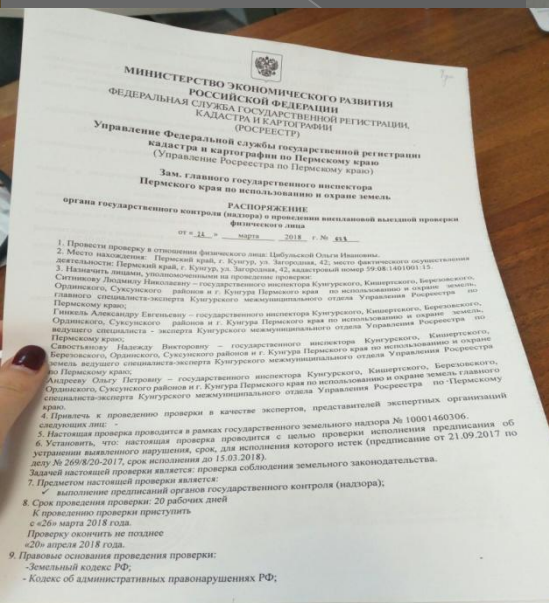 МИНИСТЕРСТВО ЭКОНОМИЧЕСКОГО РАЗВИТИЯ
РОССИЙСКОЙ ФЕДЕРАЦИИ
ФЕДЕРАЛЬНАЯ СЛУЖБА ГОСУДАРСТВЕННОЙ РЕГИСТРАЦИИ,
КАДАСТРА И КАРТОГРАФИИ
(РОСРЕЕСТР)
Управление Федеральной службы государственной регистрации
кадастра и картографии по Пермскому краю
(Управление Росреестра по Пермскому краю)
Зам. главного государственного инспектора
Пермского края по использованию и охране земель
РАСПОРЯЖЕНИЕ
органа государственного контроля (надзора) о проведении внеплановой выездной проверки
физического лица
от « 26 » марта 2018 г. №
1. Провести проверку в отношении физического лица: Цибульской Ольги Ивановны.
2. Место нахождения: Пермский край, г. Кунгур, ул. Загородная, 42; место фактического осуществления
деятельности: Пермский край, г. Кунгур, ул. Загородная, 42, кадастровый номер 59:08:1401001:15.
3. Назначить лицами, уполномоченными на проведение проверки:
Ситникову Людмилу Николаевну – государственного инспектора Кунгурского, Кишертского, Березовского,
Ординского, Суксунского районов и г. Кунгура Пермского края по использованию и охране земель,
главного специалиста-эксперта Кунгурского межмуниципального отдела Управления Росреестра по
Пермскому краю;
Гинкель Александру Евгеньевну – государственного инспектора Кунгурского, Кишертского, Березовского,
Ординского, Суксунского районов и г. Кунгура Пермского края по использованию и охране земель,
ведущего специалиста - эксперта Кунгурского межмуниципального отдела Управления Росреестра по
Пермскому краю;
Савостьянову Надежду Викторовну – государственного инспектора Кунгурского, Кишертского,
Березовского, Ординского, Суксунского районов и г. Кунгура Пермского края по использованию и охране
земель ведущего специалиста-эксперта Кунгурского межмуниципального отдела Управления Росреестра
по Пермскому краю;
Андрееву Ольгу Петровну – государственного инспектора Кунгурского, Кишертского, Березовского,
Ординского, Суксунского районов и г. Кунгура Пермского края по использованию и охране земель главного
специалиста-эксперта Кунгурского межмуниципального отдела Управления Росреестра по Пермскому
краю.
4. Привлечь к проведению проверки в качестве экспертов, представителей экспертных организаций
следующих лиц: -
5. Настоящая проверка проводится в рамках государственного земельного надзора № 10001460306.
6. Установить, что: настоящая проверка проводится с целью проверки исполнения предписания об
устранении выявленного нарушения, срок, для исполнения которого истек (предписание от 21.09.2017 по
делу № 269/8/20-2017, срок исполнения до 15.03.2018).
Задачей настоящей проверки является: проверка соблюдения земельного законодательства.
7. Предметом настоящей проверки является:
✓ выполнение предписаний органов государственного контроля (надзора);
8. Срок проведения проверки: 20 рабочих дней
К проведению проверки приступить
с «26» марта 2018 года.
Проверку окончить не позднее
«20» апреля 2018 года.
9. Правовые основания проведения проверки:
-Земельный кодекс РФ;
- Кодекс об административных правонарушениях РФ;